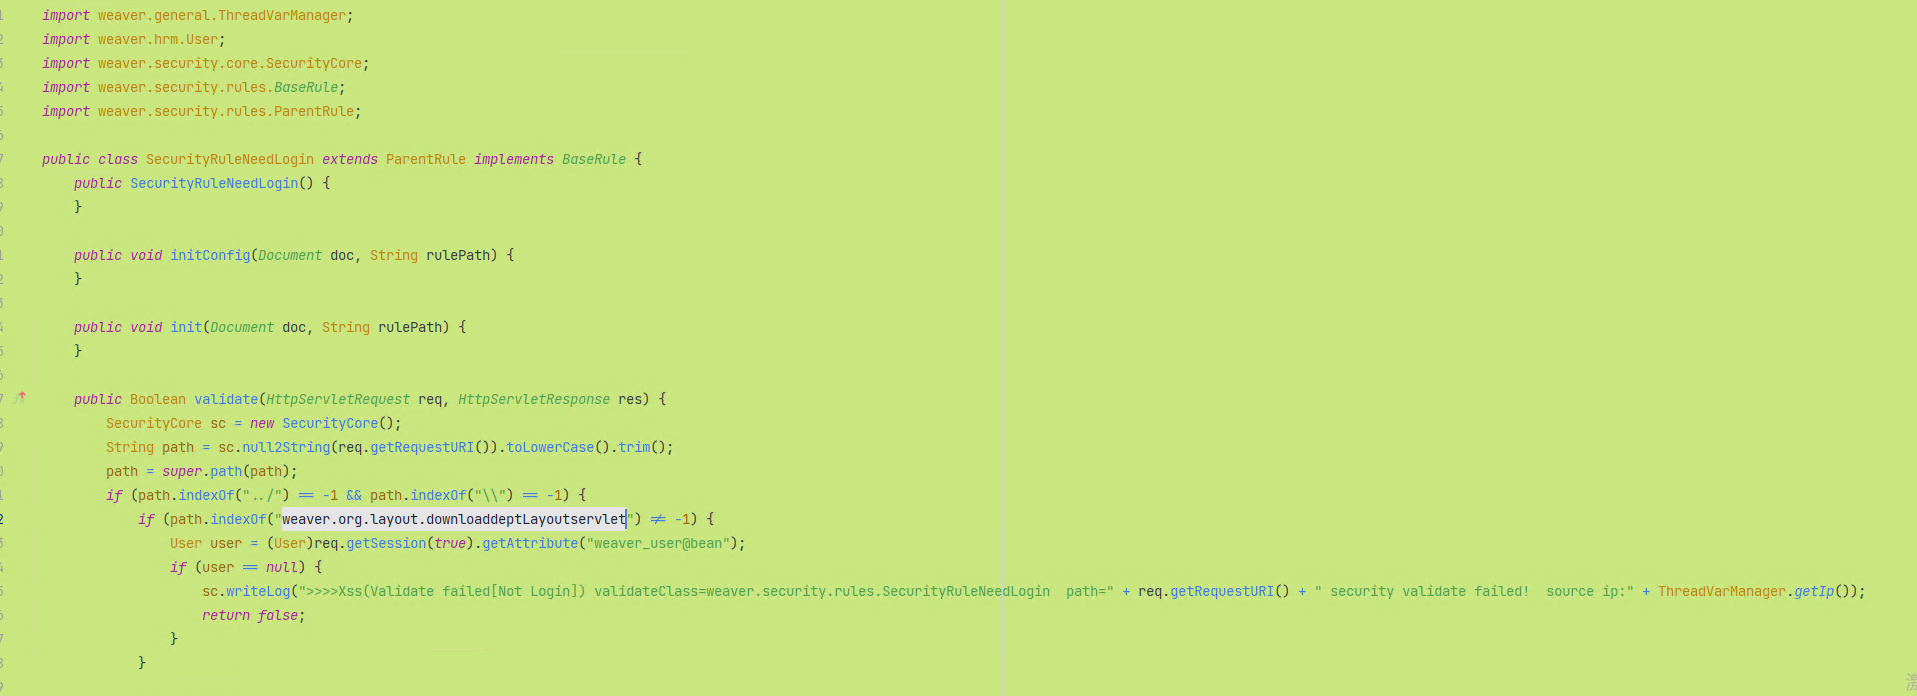 import weaver.general.ThreadVarManager;
import weaver.hrm.User;
import weaver.security.core.SecurityCore;
import weaver.security.rules.BaseRule;
import weaver.security.rules.ParentRule;
public class SecurityRuleNeedLogin extends ParentRule implements BaseRule {
public SecurityRuleNeedLogin() {
}
public void initConfig(Document doc, String rulePath) {
}
public void init(Document doc, String rulePath) {
}
public Boolean validate(HttpServletRequest req, HttpServletResponse res) {
SecurityCore sc = new SecurityCore();
String path = sc.null2String(req.getRequestURI()).toLowerCase().trim();
path = super.path(path);
if (path.indexOf("../") == -1 && path.indexOf("\\") == -1) {
if (path.indexOf("weaver.org.layout.downloaddeptLayoutservlet") != -1) {
User user = (User)req.getSession(true).getAttribute("weaver_user@bean");
if (user == null) {
sc.writeLog(">>>>Xss(Validate failed[Not Login]) validateClass=weaver.security.rules.SecurityRuleNeedLogin  path=" + req.getRequestURI() + " security validate failed!  source ip:" + ThreadVarManager.getIp());
return false;
}
}